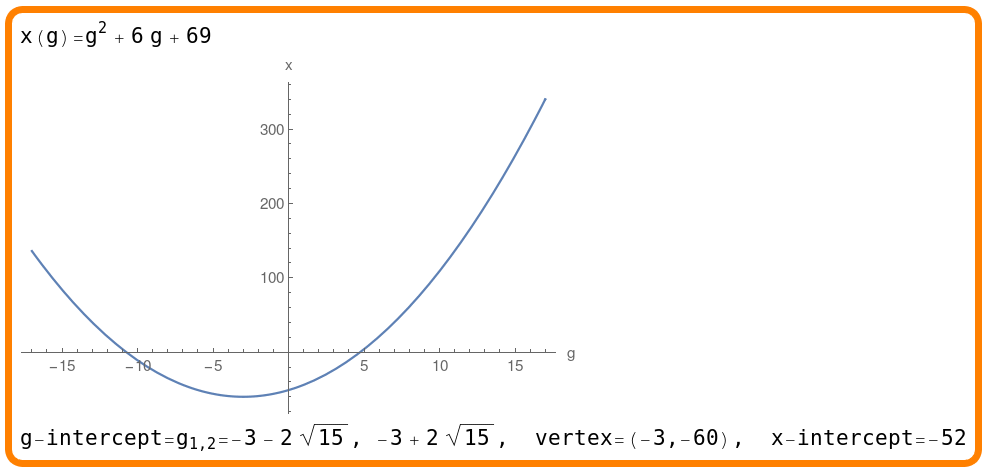 x(g)=g² + 6 g + 69
x
300
200
100
g
−15 −10 −5 5 10 15
g−intercept=g₁,₂=−3 − 2 √15, −3 + 2 √15, vertex=(−3,−60), x−intercept=−52